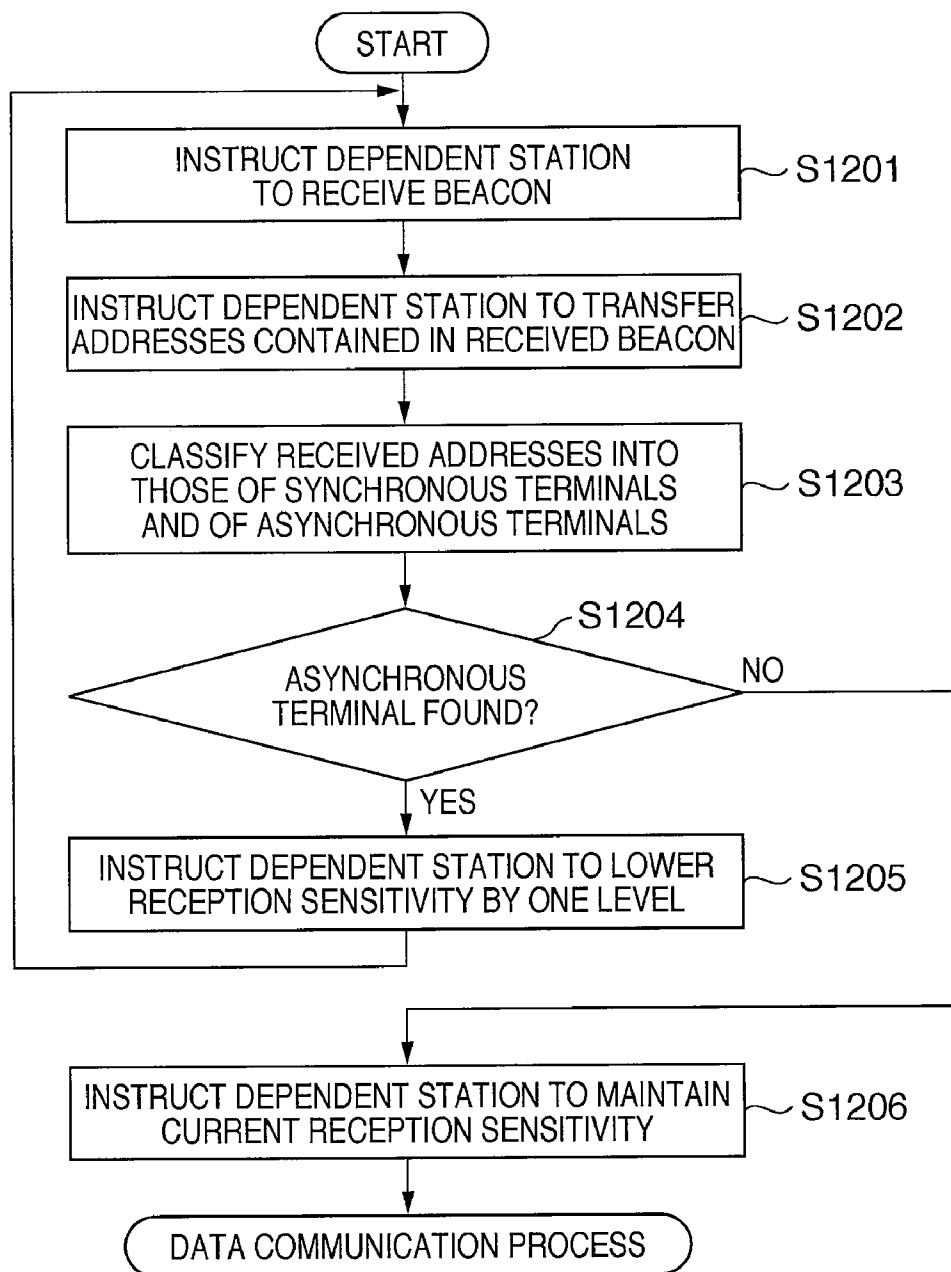 START
INSTRUCT DEPENDENT STATION
TO RECEIVE BEACON
S1201
INSTRUCT DEPENDENT STATION TO TRANSFER
ADDRESSES CONTAINED IN RECEIVED BEACON
S1202
CLASSIFY RECEIVED ADDRESSES INTO
THOSE OF SYNCHRONOUS TERMINALS
AND OF ASYNCHRONOUS TERMINALS
S1203
S1204
ASYNCHRONOUS
TERMINAL FOUND?
NO
YES
INSTRUCT DEPENDENT STATION TO LOWER
RECEPTION SENSITIVITY BY ONE LEVEL
S1205
INSTRUCT DEPENDENT STATION TO MAINTAIN
CURRENT RECEPTION SENSITIVITY
S1206
DATA COMMUNICATION PROCESS